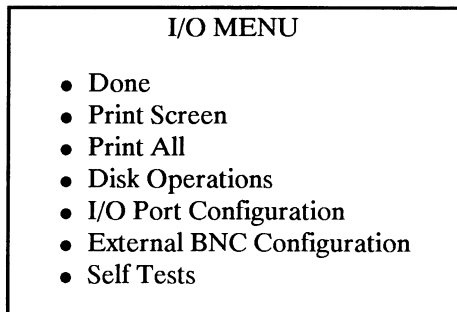 I/O MENU
• Done
• Print Screen
• Print All
• Disk Operations
• I/O Port Configuration
• External BNC Configuration
• Self Tests